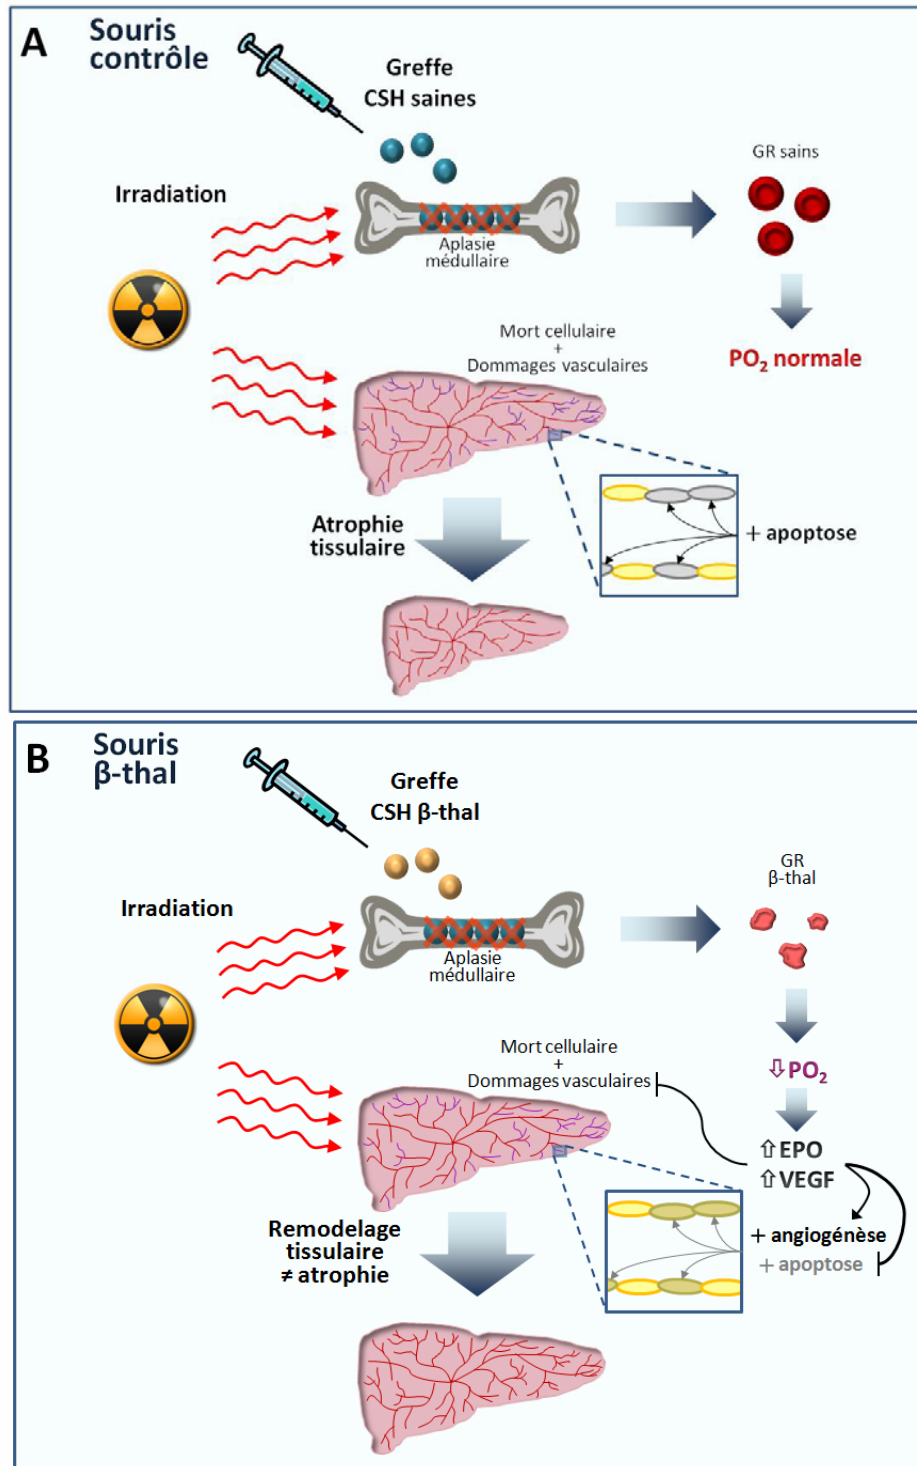 A
Souris
contrôle
Greffe
CSH saines
Irradiation
GR sains
Aplasie
médullaire
Mort cellulaire
+
Dommages vasculaires
PO₂ normale
Atrophie
tissulaire
+ apoptose
B
Souris
β-thal
Greffe
CSH β-thal
GR
β-thal
Irradiation
Aplasie
médullaire
Mort cellulaire
+
Dommages vasculaires
⇩PO₂
⇧EPO
⇧VEGF
Remodelage
tissulaire
≠ atrophie
+ angiogénèse
+ apoptose